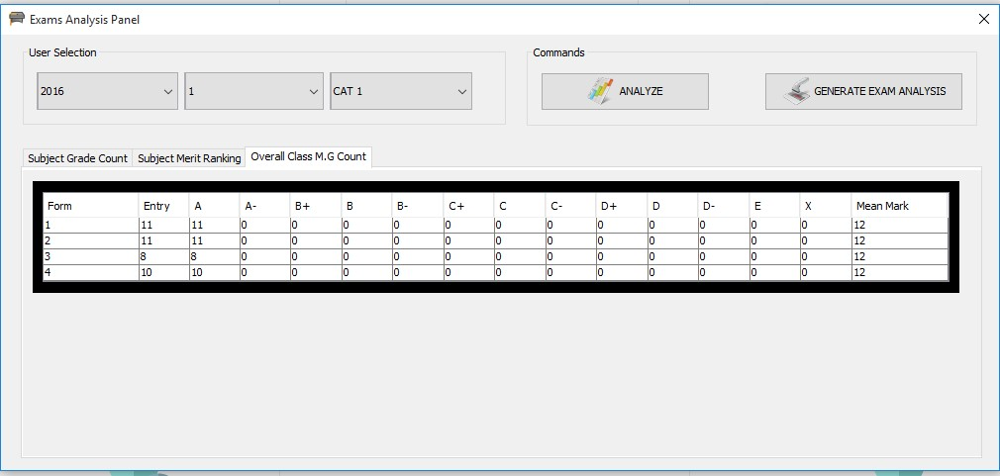 Exams Analysis Panel
User Selection
Commands
2016 1 CAT 1 ANALYZE GENERATE EXAM ANALYSIS
Subject Grade Count Subject Merit Ranking Overall Class M.G Count
Form Entry A A- B+ B B- C+ C C- D+ D D- E X Mean Mark
1 11 11 0 0 0 0 0 0 0 0 0 0 0 0 12
2 11 11 0 0 0 0 0 0 0 0 0 0 0 0 12
3 8 8 0 0 0 0 0 0 0 0 0 0 0 0 12
4 10 10 0 0 0 0 0 0 0 0 0 0 0 0 12